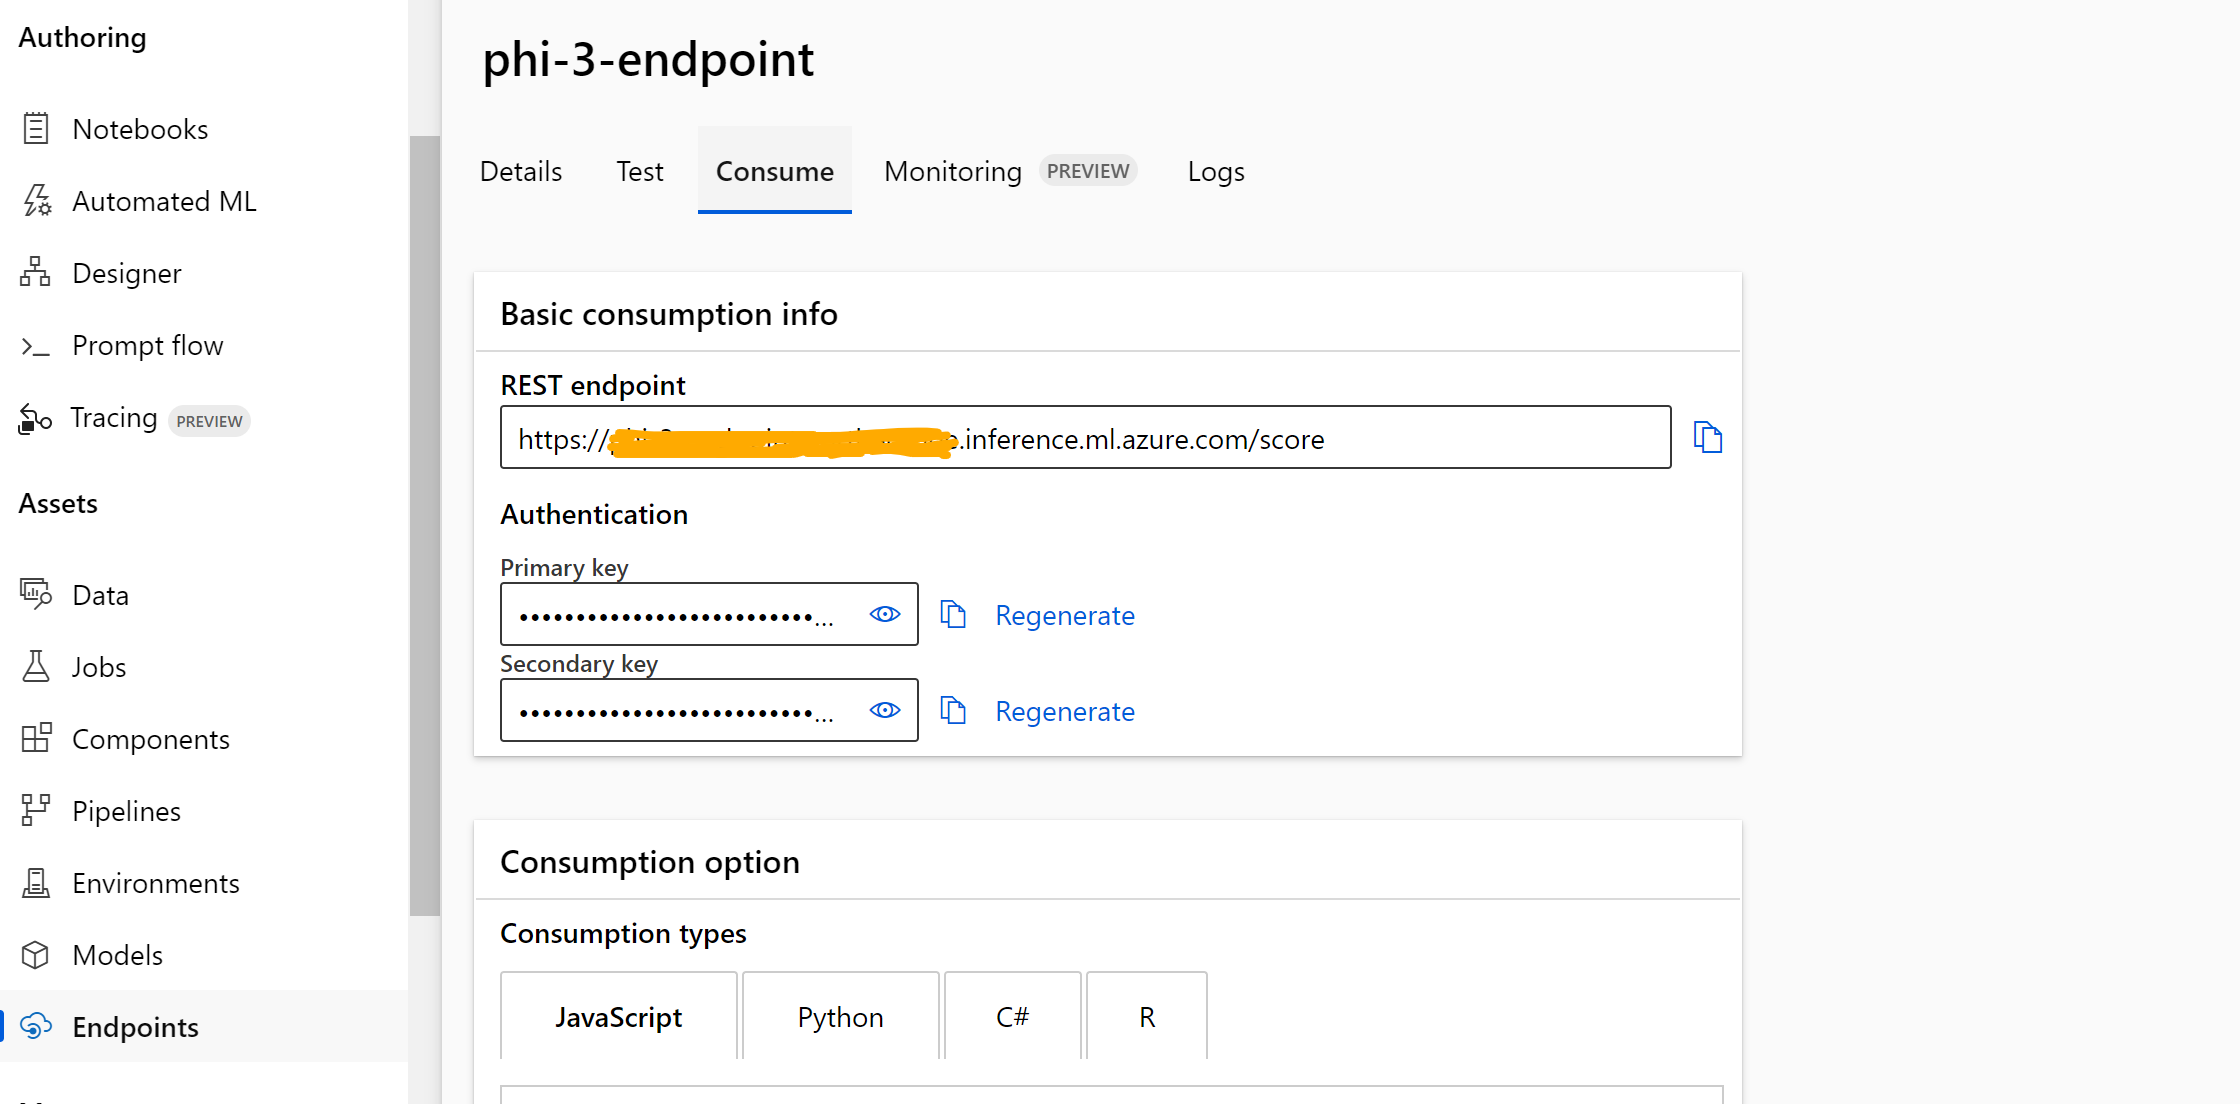 Authoring
Notebooks
Automated ML
Designer
Prompt flow
Tracing PREVIEW
Assets
Data
Jobs
Components
Pipelines
Environments
Models
Endpoints
phi-3-endpoint
Details Test Consume Monitoring PREVIEW Logs
Basic consumption info
REST endpoint
https:// .inference.ml.azure.com/score
Authentication
Primary key
Regenerate
Secondary key
Regenerate
Consumption option
Consumption types
JavaScript Python C# R